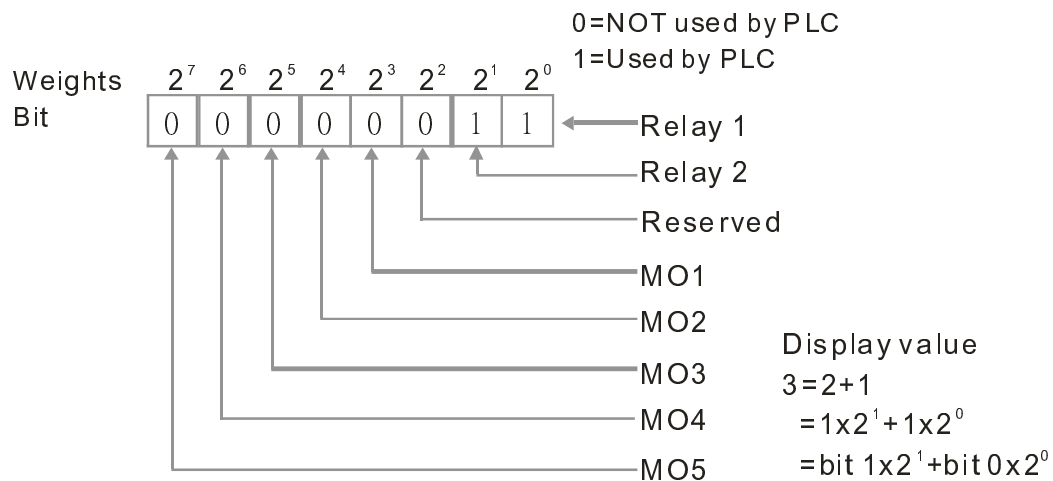 0=NOT used by PLC
1=Used by PLC
Weights 2⁷ 2⁶ 2⁵ 2⁴ 2³ 2² 2¹ 2⁰
Bit 0 0 0 0 0 0 1 1
Relay 1
Relay 2
Reserved
MO1
MO2
MO3
MO4
MO5
Display value
3=2+1
=1x2¹+1x2⁰
=bit 1x2¹+bit 0x2⁰